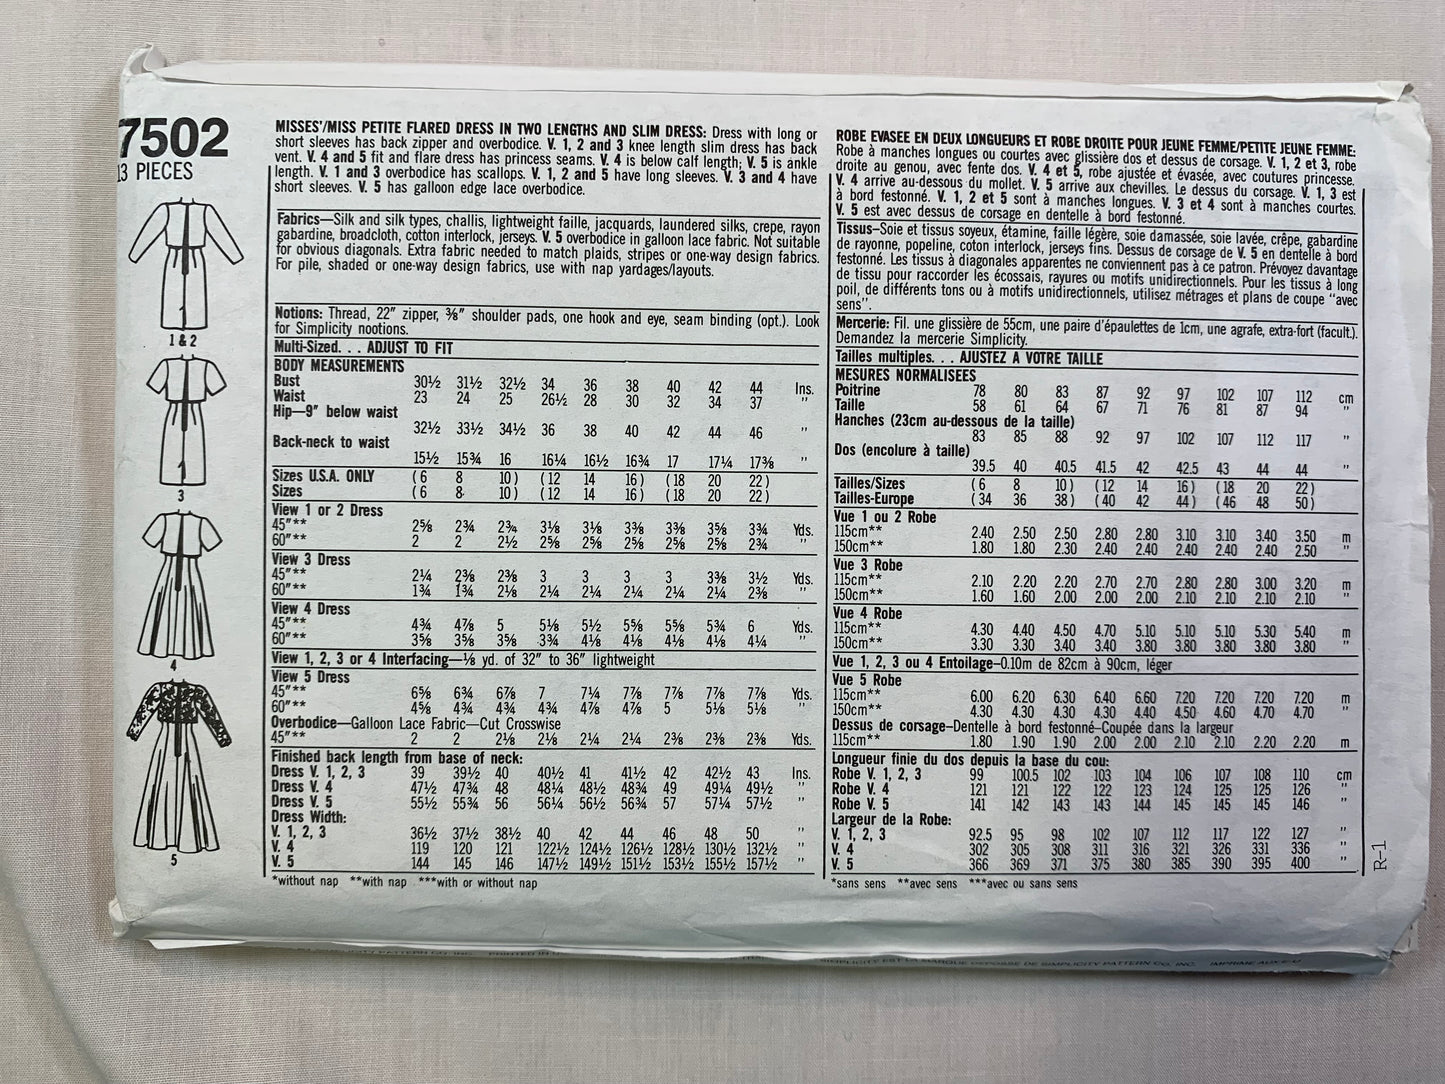 7502
13 PIECES
1 & 2
3
4
5
MISSES'/MISS PETITE FLARED DRESS IN TWO LENGTHS AND SLIM DRESS: Dress with long or
short sleeves has back zipper and overbodice. V. 1, 2 and 3 knee length slim dress has back
vent. V. 4 and 5 fit and flare dress has princess seams. V. 4 is below calf length; V. 5 is ankle
length. V. 1 and 3 overbodice has scallops. V. 1, 2 and 5 have long sleeves. V. 3 and 4 have
short sleeves. V. 5 has galloon edge lace overbodice.
Fabrics—Silk and silk types, challis, lightweight faille, jacquards, laundered silks, crepe, rayon
gabardine, broadcloth, cotton interlock, jerseys. V. 5 overbodice in galloon lace fabric. Not suitable
for obvious diagonals. Extra fabric needed to match plaids, stripes or one-way design fabrics.
For pile, shaded or one-way design fabrics, use with nap yardages/layouts.
Notions: Thread, 22" zipper, ⅜" shoulder pads, one hook and eye, seam binding (opt.). Look
for Simplicity nootions.
Multi-Sized. . . ADJUST TO FIT
BODY MEASUREMENTS
Bust 30½ 31½ 32½ 34 36 38 40 42 44 Ins.
Waist 23 24 25 26½ 28 30 32 34 37 "
Hip—9" below waist
32½ 33½ 34½ 36 38 40 42 44 46 "
Back-neck to waist
15½ 15¾ 16 16¼ 16½ 16¾ 17 17¼ 17⅜ "
Sizes U.S.A. ONLY (6 8 10) (12 14 16) (18 20 22)
Sizes (6 8 10) (12 14 16) (18 20 22)
View 1 or 2 Dress
45"** 2⅝ 2¾ 2¾ 3⅛ 3⅛ 3⅜ 3⅜ 3⅝ 3¾ Yds.
60"** 2 2 2½ 2⅝ 2⅝ 2⅝ 2⅝ 2⅝ 2¾ "
View 3 Dress
45"** 2¼ 2⅜ 2⅜ 3 3 3 3 3⅜ 3½ Yds.
60"** 1¾ 1¾ 2⅛ 2¼ 2¼ 2¼ 2¼ 2¼ 2⅜ "
View 4 Dress
45"** 4¾ 4⅞ 5 5⅛ 5½ 5⅝ 5⅝ 5¾ 6 Yds.
60"** 3⅝ 3⅝ 3⅝ 3¾ 4⅛ 4⅛ 4⅛ 4⅛ 4¼ "
View 1, 2, 3 or 4 Interfacing—⅛ yd. of 32" to 36" lightweight
View 5 Dress
45"** 6⅝ 6¾ 6⅞ 7 7¼ 7⅞ 7⅞ 7⅞ 7⅞ Yds.
60"** 4⅝ 4¾ 4¾ 4¾ 4⅞ 4⅞ 5 5⅛ 5⅛ "
Overbodice—Galloon Lace Fabric—Cut Crosswise
45"** 2 2 2⅛ 2⅛ 2¼ 2¼ 2⅜ 2⅜ 2⅜ Yds.
Finished back length from base of neck:
Dress V. 1, 2, 3 39 39½ 40 40½ 41 41½ 42 42½ 43 Ins.
Dress V. 4 47½ 47¾ 48 48¼ 48½ 48¾ 49 49¼ 49½ "
Dress V. 5 55½ 55¾ 56 56¼ 56½ 56¾ 57 57¼ 57½ "
Dress Width:
V. 1, 2, 3 36½ 37½ 38½ 40 42 44 46 48 50 "
V. 4 119 120 121 122½ 124½ 126½ 128½ 130½ 132½ "
V. 5 144 145 146 147½ 149½ 151½ 153½ 155½ 157½ "
*without nap **with nap ***with or without nap
ROBE EVASEE EN DEUX LONGUEURS ET ROBE DROITE POUR JEUNE FEMME/PETITE JEUNE FEMME:
Robe à manches longues ou courtes avec glissière dos et dessus de corsage. V. 1, 2 et 3, robe
droite au genou, avec fente dos. V. 4 et 5, robe ajustée et évasée, avec coutures princesse.
V. 4 arrive au-dessous du mollet. V. 5 arrive aux chevilles. Le dessus du corsage. V. 1, 3 est
à bord festonné. V. 1, 2 et 5 sont à manches longues. V. 3 et 4 sont à manches courtes.
V. 5 est avec dessus de corsage en dentelle à bord festonné.
Tissus—Soie et tissus soyeux, étamine, faille légère, soie damassée, soie lavée, crêpe, gabardine
de rayonne, popeline, coton interlock, jerseys fins. Dessus de corsage de V. 5 en dentelle à bord
festonné. Les tissus à diagonales apparentes ne conviennent pas à ce patron. Prévoyez davantage
de tissu pour raccorder les écossais, rayures ou motifs unidirectionnels. Pour les tissus à long
poil, de différents tons ou à motifs unidirectionnels, utilisez métrages et plans de coupe "avec
sens".
Mercerie: Fil. une glissière de 55cm, une paire d'épaulettes de 1cm, une agrafe, extra-fort (facult.).
Demandez la mercerie Simplicity.
Tailles multiples. . . AJUSTEZ A VOTRE TAILLE
MESURES NORMALISEES
Poitrine 78 80 83 87 92 97 102 107 112 cm
Taille 58 61 64 67 71 76 81 87 94 "
Hanches (23cm au-dessous de la taille)
83 85 88 92 97 102 107 112 117 "
Dos (encolure à taille)
39.5 40 40.5 41.5 42 42.5 43 44 44 "
Tailles/Sizes (6 8 10) (12 14 16) (18 20 22)
Tailles-Europe (34 36 38) (40 42 44) (46 48 50)
Vue 1 ou 2 Robe
115cm** 2.40 2.50 2.50 2.80 2.80 3.10 3.10 3.40 3.50 m
150cm** 1.80 1.80 2.30 2.40 2.40 2.40 2.40 2.40 2.50 "
Vue 3 Robe
115cm** 2.10 2.20 2.20 2.70 2.70 2.80 2.80 3.00 3.20 m
150cm** 1.60 1.60 2.00 2.00 2.00 2.10 2.10 2.10 2.10 "
Vue 4 Robe
115cm** 4.30 4.40 4.50 4.70 5.10 5.10 5.10 5.30 5.40 m
150cm** 3.30 3.30 3.40 3.40 3.80 3.80 3.80 3.80 3.80 "
Vue 1, 2, 3 ou 4 Entoilage–0.10m de 82cm à 90cm, léger
Vue 5 Robe
115cm** 6.00 6.20 6.30 6.40 6.60 7.20 7.20 7.20 7.20 m
150cm** 4.30 4.30 4.30 4.30 4.40 4.50 4.60 4.70 4.70 "
Dessus de corsage–Dentelle à bord festonné–Coupée dans la largeur
115cm** 1.80 1.90 1.90 2.00 2.00 2.10 2.10 2.20 2.20 m
Longueur finie du dos depuis la base du cou:
Robe V. 1, 2, 3 99 100.5 102 103 104 106 107 108 110 cm
Robe V. 4 121 121 122 122 123 124 125 125 126 "
Robe V. 5 141 142 143 143 144 145 145 145 146 "
Largeur de la Robe:
V. 1, 2, 3 92.5 95 98 102 107 112 117 122 127 "
V. 4 302 305 308 311 316 321 326 331 336 "
V. 5 366 369 371 375 380 385 390 395 400 "
*sans sens **avec sens ***avec ou sans sens
R-1